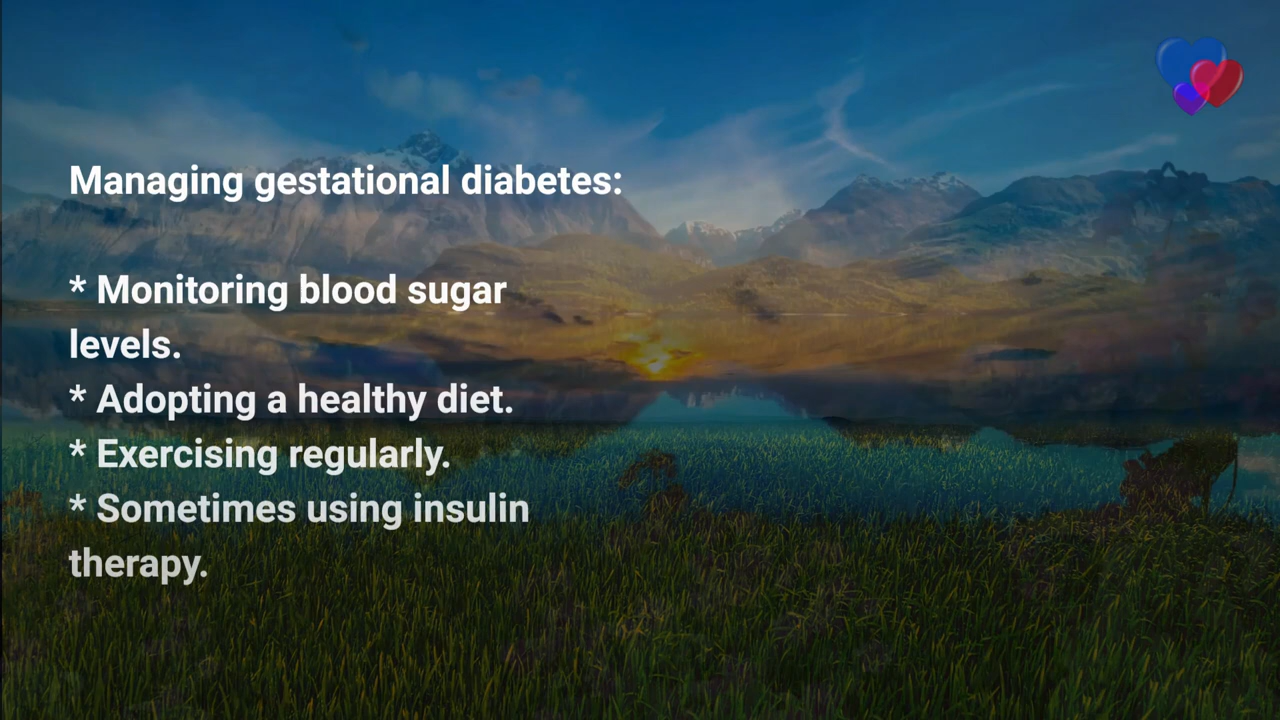 Managing gestational diabetes:
* Monitoring blood sugar
levels.
* Adopting a healthy diet.
* Exercising regularly.
* Sometimes using insulin
therapy.